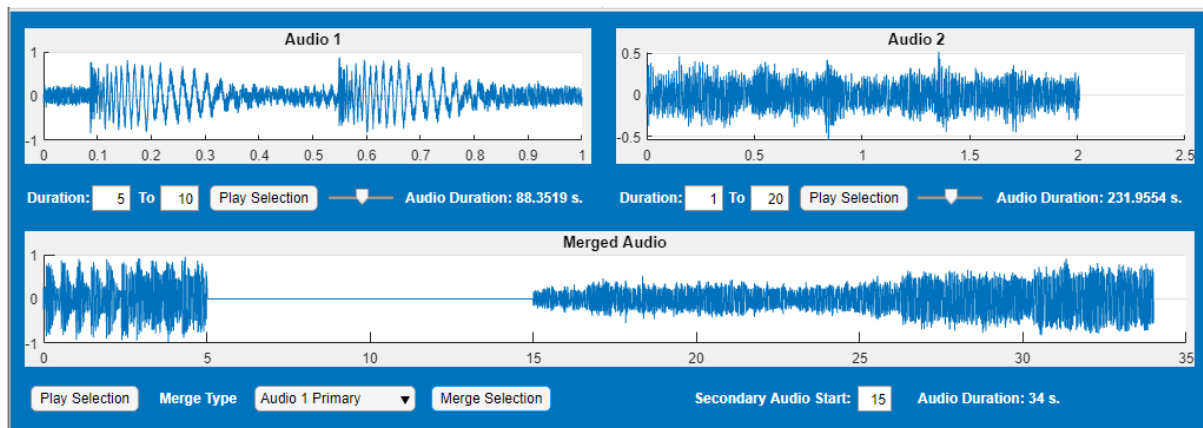 Audio 1
1
0
-1
0 0.1 0.2 0.3 0.4 0.5 0.6 0.7 0.8 0.9 1
Audio 2
0.5
0
-0.5
0 0.5 1 1.5 2 2.5
Duration: 5 To 10 Play Selection Audio Duration: 88.3519 s.
Duration: 1 To 20 Play Selection Audio Duration: 231.9554 s.
Merged Audio
1
0
-1
0 5 10 15 20 25 30 35
Play Selection Merge Type Audio 1 Primary Merge Selection Secondary Audio Start: 15 Audio Duration: 34 s.